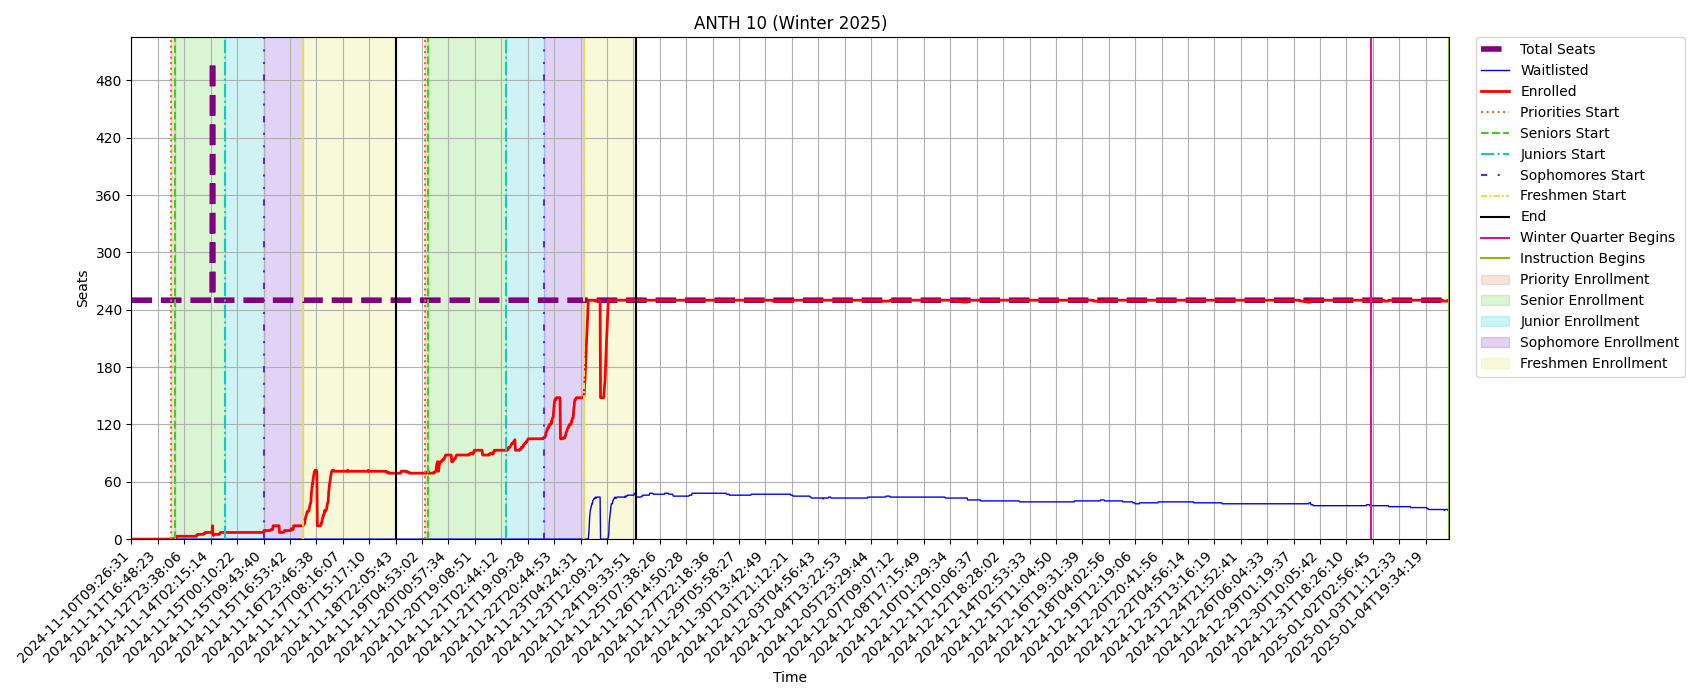 ANTH 10 (Winter 2025)
Seats
480
420
360
300
240
180
120
60
0
2024-11-10T09:26:31
2024-11-11T16:48:23
2024-11-12T23:38:06
2024-11-14T02:15:14
2024-11-15T00:10:22
2024-11-15T09:43:40
2024-11-15T16:53:42
2024-11-16T23:46:38
2024-11-17T08:16:07
2024-11-17T15:17:10
2024-11-18T22:05:43
2024-11-19T04:53:02
2024-11-20T00:57:34
2024-11-20T19:08:51
2024-11-21T02:44:12
2024-11-21T19:09:28
2024-11-22T20:44:53
2024-11-23T04:24:31
2024-11-23T12:09:21
2024-11-24T19:33:51
2024-11-25T07:38:26
2024-11-26T14:50:28
2024-11-27T22:18:36
2024-11-29T05:58:27
2024-11-30T13:42:49
2024-12-01T21:12:21
2024-12-03T04:56:43
2024-12-04T13:22:53
2024-12-05T23:29:44
2024-12-07T09:07:12
2024-12-08T17:15:49
2024-12-10T01:29:34
2024-12-11T10:06:37
2024-12-12T18:28:02
2024-12-14T02:53:33
2024-12-15T11:04:50
2024-12-16T19:31:39
2024-12-18T04:02:56
2024-12-19T12:19:06
2024-12-20T20:41:56
2024-12-22T04:56:14
2024-12-23T13:16:19
2024-12-24T21:52:41
2024-12-26T06:04:33
2024-12-29T01:19:37
2024-12-30T10:05:42
2024-12-31T18:26:10
2025-01-02T02:56:45
2025-01-03T11:12:33
2025-01-04T19:34:19
Time
Total Seats
Waitlisted
Enrolled
Priorities Start
Seniors Start
Juniors Start
Sophomores Start
Freshmen Start
End
Winter Quarter Begins
Instruction Begins
Priority Enrollment
Senior Enrollment
Junior Enrollment
Sophomore Enrollment
Freshmen Enrollment